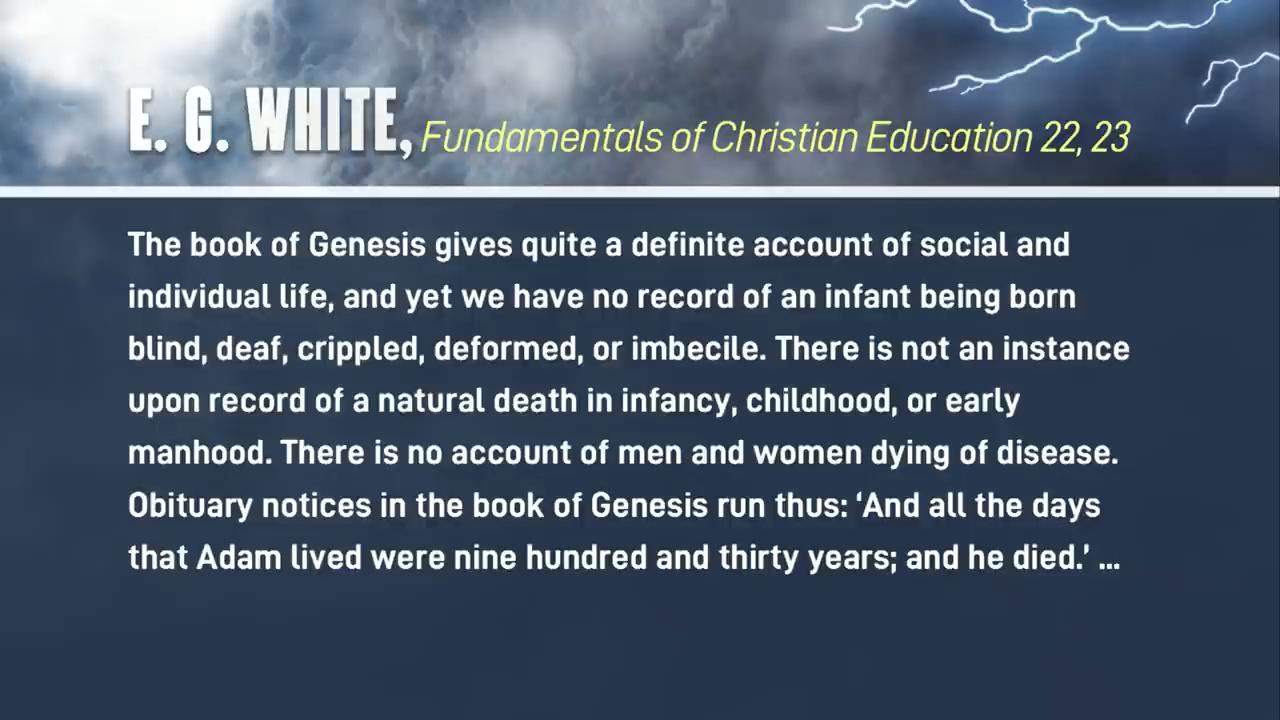 E. G. WHITE, Fundamentals of Christian Education 22, 23
The book of Genesis gives quite a definite account of social and
individual life, and yet we have no record of an infant being born
blind, deaf, crippled, deformed, or imbecile. There is not an instance
upon record of a natural death in infancy, childhood, or early
manhood. There is no account of men and women dying of disease.
Obituary notices in the book of Genesis run thus: ‘And all the days
that Adam lived were nine hundred and thirty years; and he died.’ ...